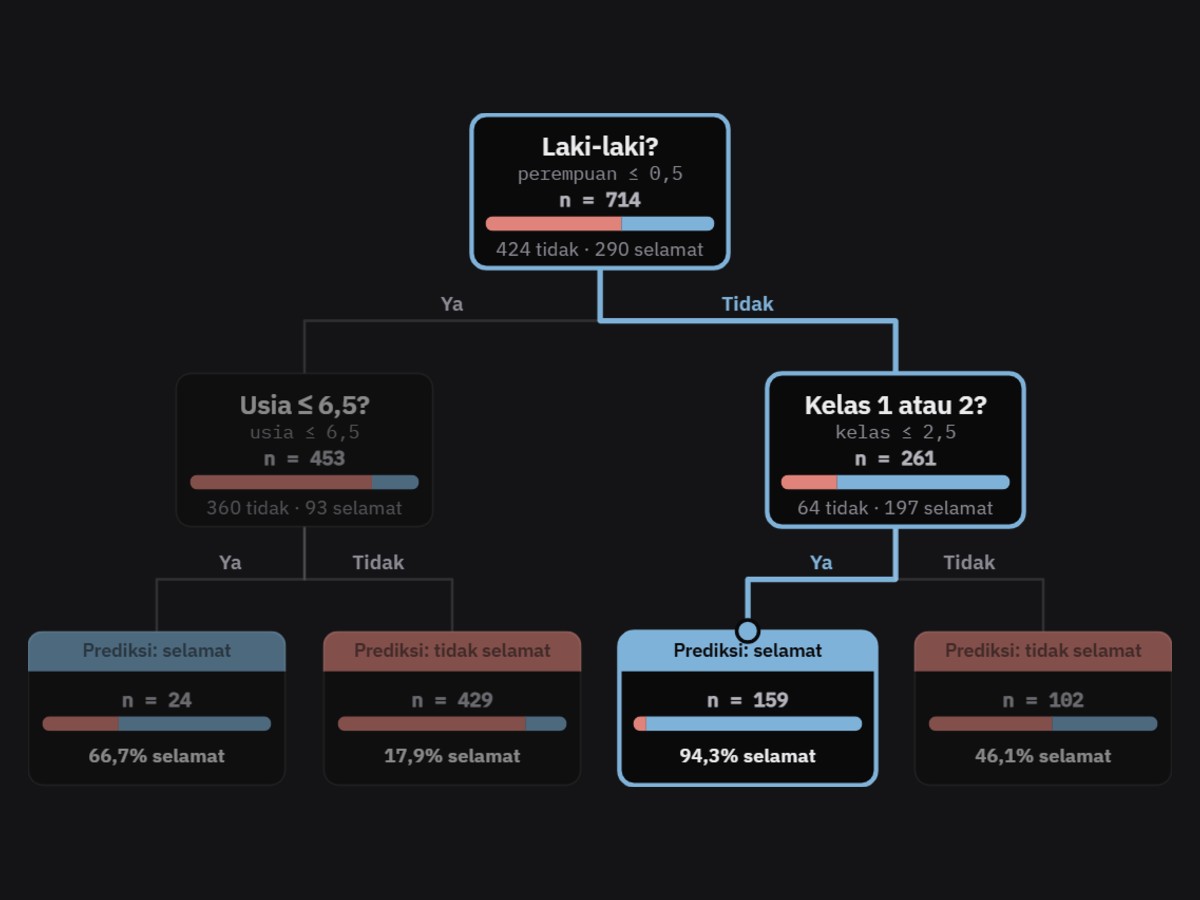 Laki-laki?
perempuan ≤ 0,5
n = 714
424 tidak · 290 selamat
Ya
Tidak
Usia ≤ 6,5?
usia ≤ 6,5
n = 453
360 tidak · 93 selamat
Kelas 1 atau 2?
kelas ≤ 2,5
n = 261
64 tidak · 197 selamat
Ya
Tidak
Ya
Tidak
Prediksi: selamat
n = 24
66,7% selamat
Prediksi: tidak selamat
n = 429
17,9% selamat
Prediksi: selamat
n = 159
94,3% selamat
Prediksi: tidak selamat
n = 102
46,1% selamat